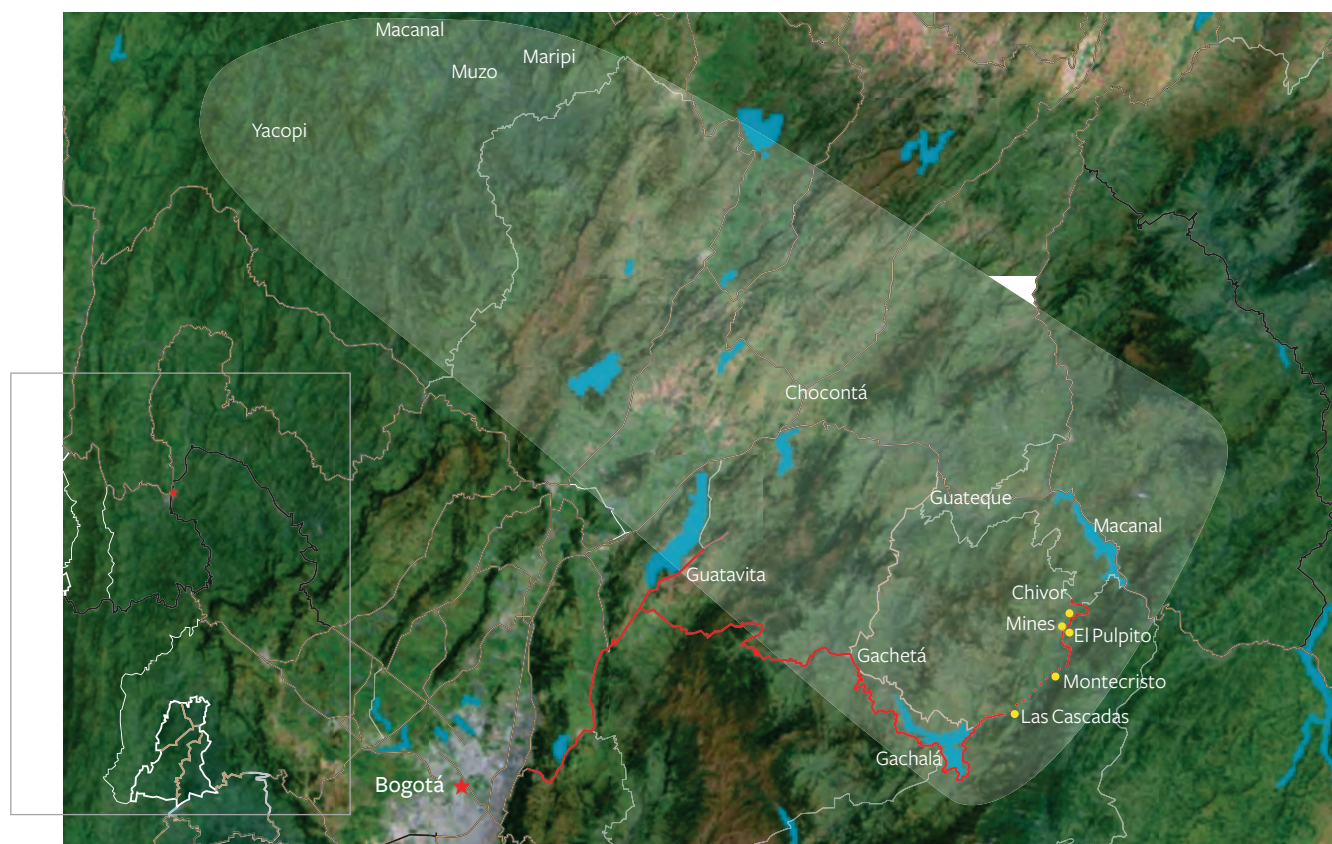 Macanal
Maripi
Muzo
Yacopi
Chocontá
Guateque
Macanal
Guatavita
Chivor
Mines
El Pulpito
Gachetá
Montecristo
Las Cascadas
Gachalá
Bogotá